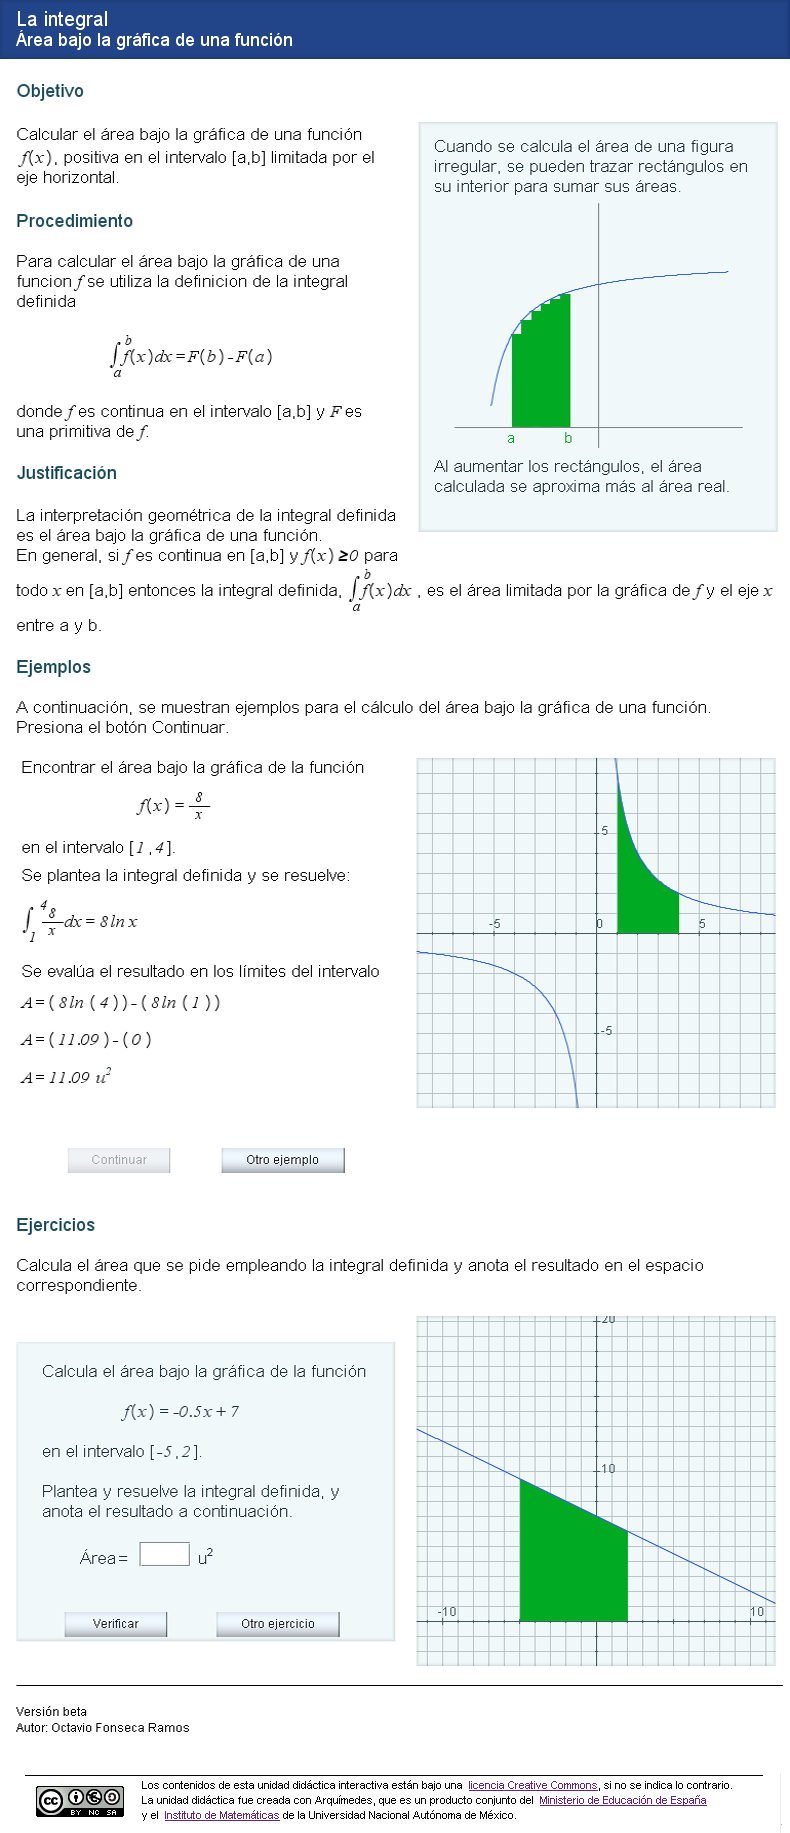 La integral
Área bajo la gráfica de una función
Objetivo
Calcular el área bajo la gráfica de una función
f(x), positiva en el intervalo [a,b] limitada por el
eje horizontal.
Procedimiento
Para calcular el área bajo la gráfica de una
funcion f se utiliza la definicion de la integral
definida
∫_a^b f(x)dx=F(b)-F(a)
donde f es continua en el intervalo [a,b] y F es
una primitiva de f.
Cuando se calcula el área de una figura
irregular, se pueden trazar rectángulos en
su interior para sumar sus áreas.
a b
Al aumentar los rectángulos, el área
calculada se aproxima más al área real.
Justificación
La interpretación geométrica de la integral definida
es el área bajo la gráfica de una función.
En general, si f es continua en [a,b] y f(x) ≥0 para
todo x en [a,b] entonces la integral definida, ∫_a^b f(x)dx , es el área limitada por la gráfica de f y el eje x
entre a y b.
Ejemplos
A continuación, se muestran ejemplos para el cálculo del área bajo la gráfica de una función.
Presiona el botón Continuar.
Encontrar el área bajo la gráfica de la función
f(x) = 8/x
en el intervalo [1,4].
Se plantea la integral definida y se resuelve:
∫_1^4 8/x dx = 8 ln x
Se evalúa el resultado en los límites del intervalo
A=(8ln(4))-(8ln(1))
A=(11.09)-(0)
A=11.09 u²
5
-5 0 5
-5
Continuar Otro ejemplo
Ejercicios
Calcula el área que se pide empleando la integral definida y anota el resultado en el espacio
correspondiente.
Calcula el área bajo la gráfica de la función
f(x) = -0.5x + 7
en el intervalo [-5,2].
Plantea y resuelve la integral definida, y
anota el resultado a continuación.
Área= u²
Verificar Otro ejercicio
20
10
-10 10
Versión beta
Autor: Octavio Fonseca Ramos
cc BY NC SA
Los contenidos de esta unidad didáctica interactiva están bajo una licencia Creative Commons, si no se indica lo contrario.
La unidad didáctica fue creada con Arquímedes, que es un producto conjunto del Ministerio de Educación de España
y el Instituto de Matemáticas de la Universidad Nacional Autónoma de México.